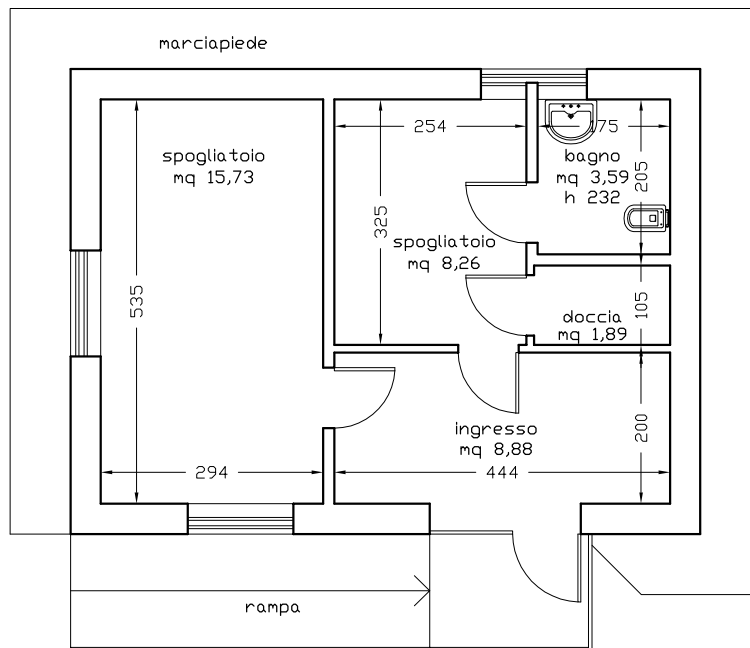 marciapiede
254
175
spogliatoio
mq 15,73
bagno
mq 3,59
h 232
205
325
spogliatoio
mq 8,26
535
105
doccia
mq 1,89
ingresso
mq 8,88
200
294
444
rampa